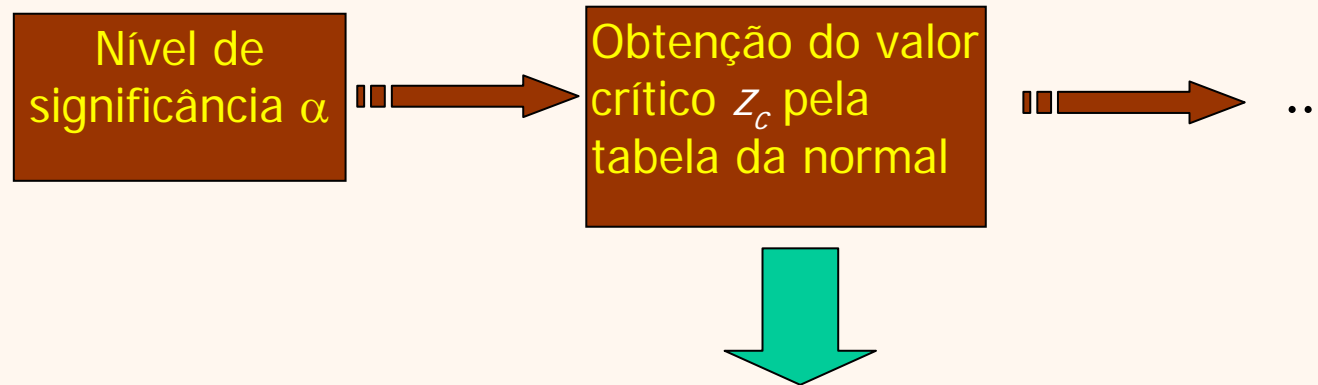 Nível de
significância α
Obtenção do valor
crítico zc pela
tabela da normal
..